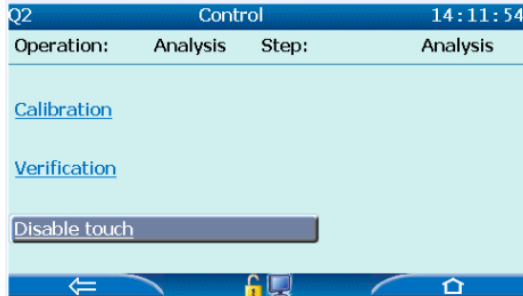 Q2 Control 14:11:54
Operation: Analysis Step: Analysis
Calibration
Verification
Disable touch